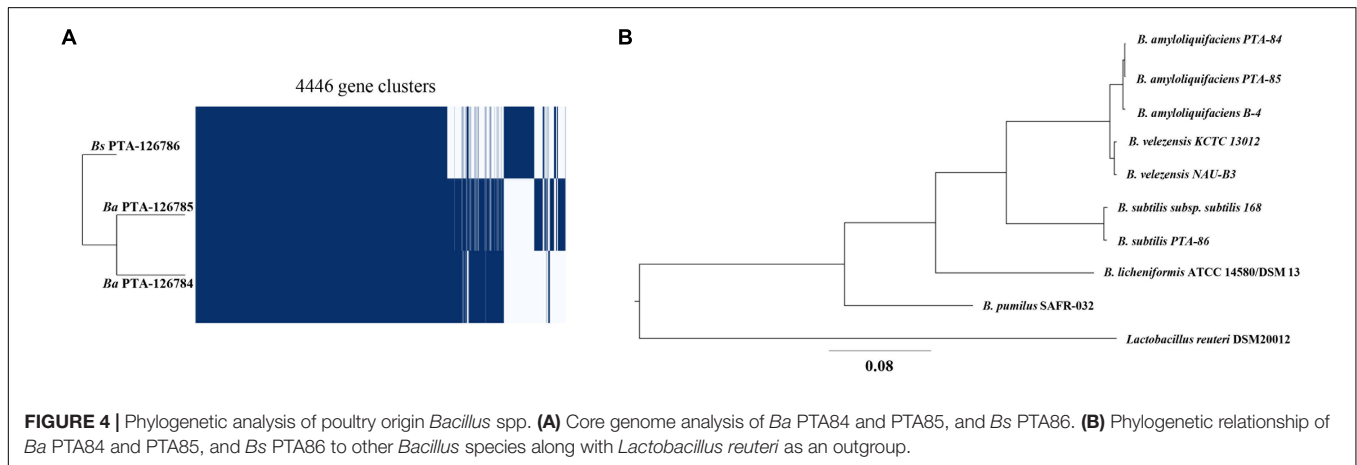 A
4446 gene clusters
Bs PTA-126786
Ba PTA-126785
Ba PTA-126784
B
B. amyloliquifaciens PTA-84
B. amyloliquifaciens PTA-85
B. amyloliquifaciens B-4
B. velezensis KCTC 13012
B. velezensis NAU-B3
B. subtilis subsp. subtilis 168
B. subtilis PTA-86
B. licheniformis ATCC 14580/DSM 13
B. pumilus SAFR-032
Lactobacillus reuteri DSM20012
0.08
FIGURE 4 | Phylogenetic analysis of poultry origin Bacillus spp. (A) Core genome analysis of Ba PTA84 and PTA85, and Bs PTA86. (B) Phylogenetic relationship of
Ba PTA84 and PTA85, and Bs PTA86 to other Bacillus species along with Lactobacillus reuteri as an outgroup.